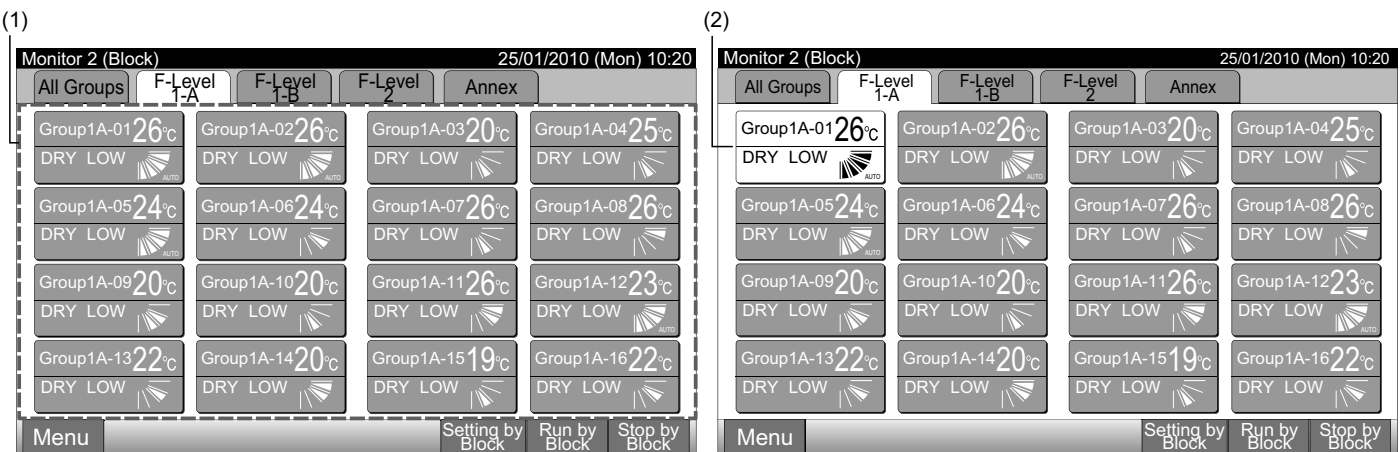 (1)
Monitor 2 (Block) 25/01/2010 (Mon) 10:20
All Groups F-Level 1-A F-Level 1-B F-Level 2 Annex
Group1A-01 26°C Group1A-02 26°C Group1A-03 20°C Group1A-04 25°C
DRY LOW AUTO DRY LOW AUTO DRY LOW DRY LOW
Group1A-05 24°C Group1A-06 24°C Group1A-07 26°C Group1A-08 26°C
DRY LOW AUTO DRY LOW DRY LOW DRY LOW
Group1A-09 20°C Group1A-10 20°C Group1A-11 26°C Group1A-12 23°C
DRY LOW DRY LOW DRY LOW DRY LOW AUTO
Group1A-13 22°C Group1A-14 20°C Group1A-15 19°C Group1A-16 22°C
DRY LOW DRY LOW DRY LOW DRY LOW
Menu Setting by Block Run by Block Stop by Block
(2)
Monitor 2 (Block) 25/01/2010 (Mon) 10:20
All Groups F-Level 1-A F-Level 1-B F-Level 2 Annex
Group1A-01 26°C Group1A-02 26°C Group1A-03 20°C Group1A-04 25°C
DRY LOW AUTO DRY LOW AUTO DRY LOW DRY LOW
Group1A-05 24°C Group1A-06 24°C Group1A-07 26°C Group1A-08 26°C
DRY LOW AUTO DRY LOW DRY LOW DRY LOW
Group1A-09 20°C Group1A-10 20°C Group1A-11 26°C Group1A-12 23°C
DRY LOW DRY LOW DRY LOW DRY LOW AUTO
Group1A-13 22°C Group1A-14 20°C Group1A-15 19°C Group1A-16 22°C
DRY LOW DRY LOW DRY LOW DRY LOW
Menu Setting by Block Run by Block Stop by Block